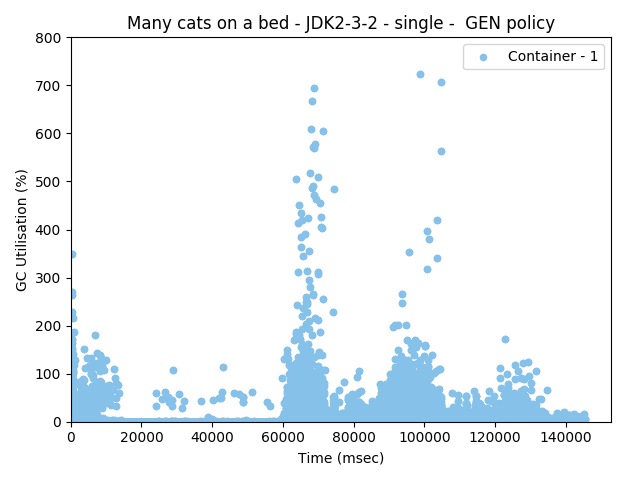 Many cats on a bed - JDK2-3-2 - single -  GEN policy
Container - 1
GC Utilisation (%)
800
700
600
500
400
300
200
100
0
0 20000 40000 60000 80000 100000 120000 140000
Time (msec)